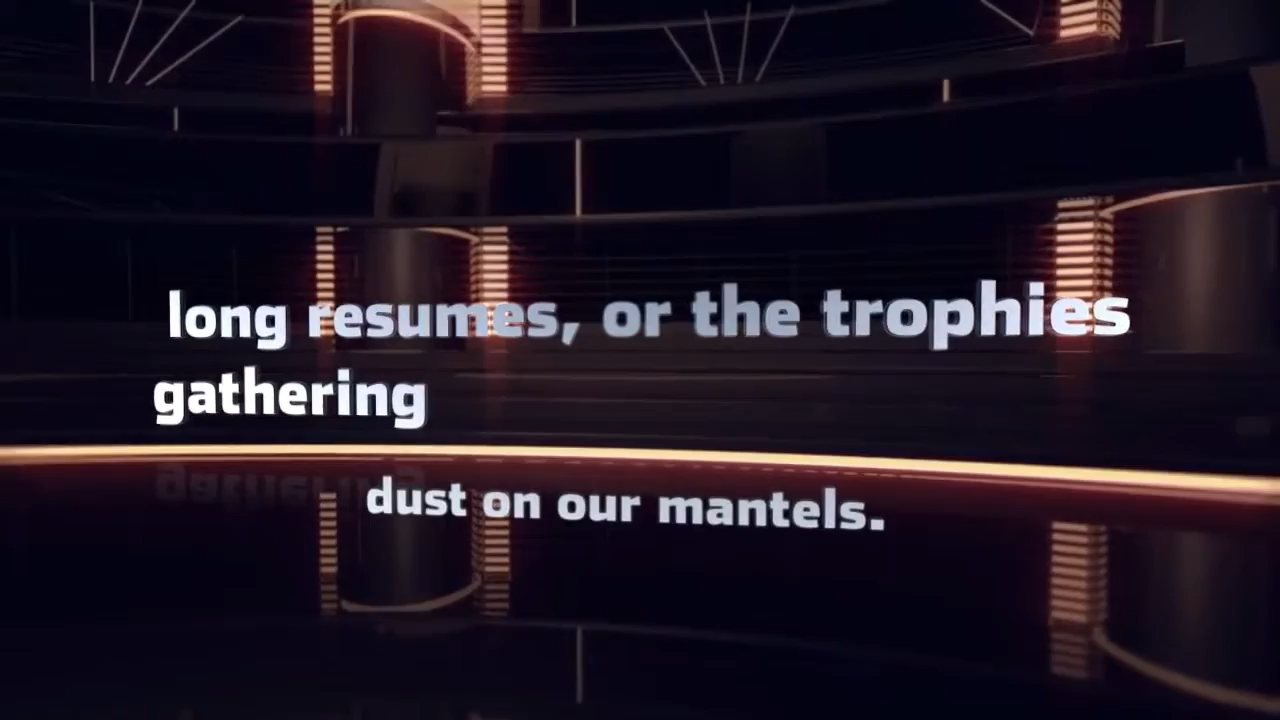 long resumes, or the trophies
gathering
dust on our mantels.